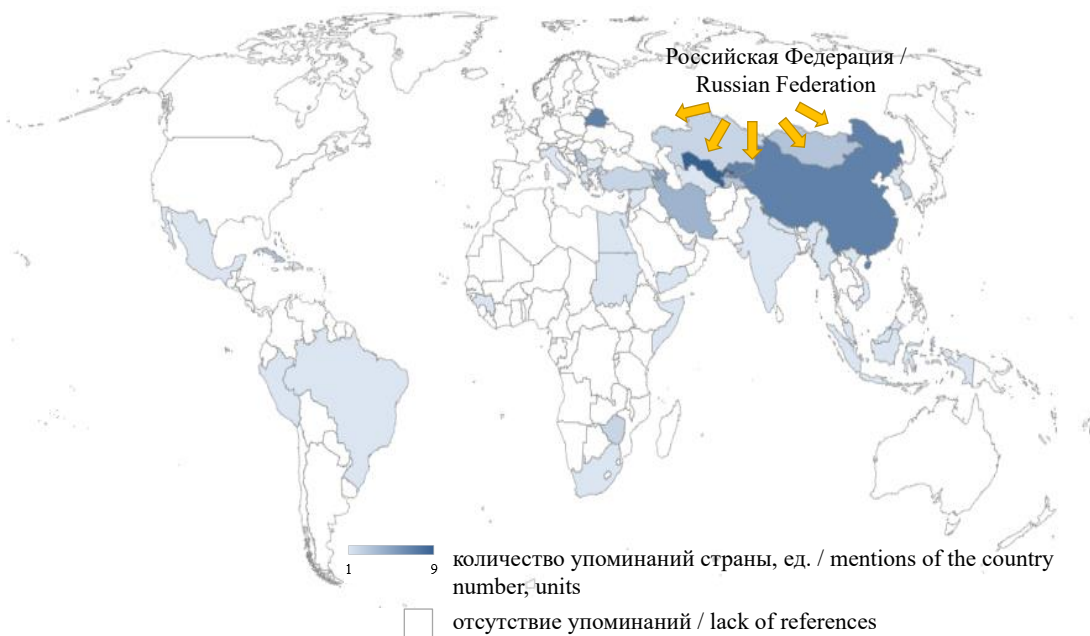 Российская Федерация /
Russian Federation
количество упоминаний страны, ед. / mentions of the country
1 9
number, units
отсутствие упоминаний / lack of references